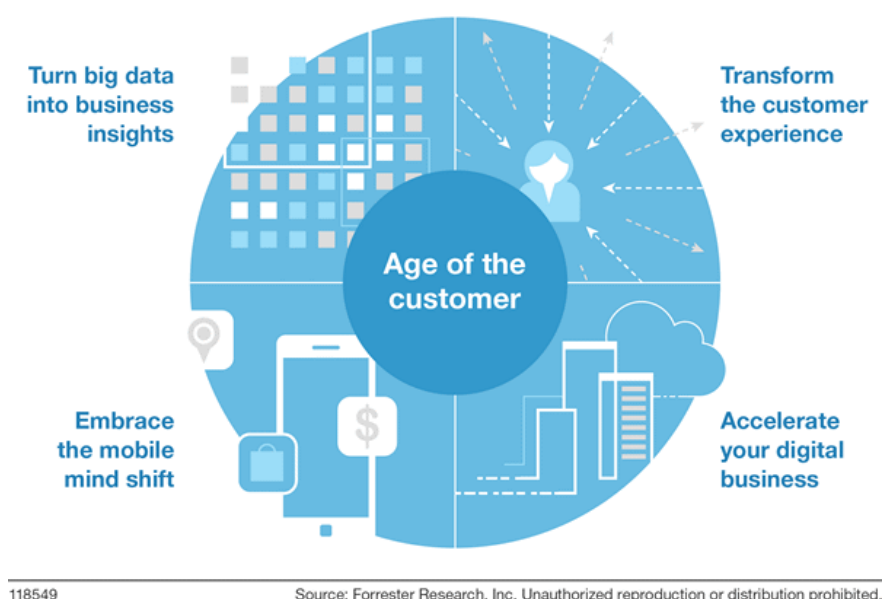 Turn big data
into business
insights
Transform
the customer
experience
Age of the
customer
$
Embrace
the mobile
mind shift
Accelerate
your digital
business
118549
Source: Forrester Research, Inc. Unauthorized reproduction or distribution prohibited.